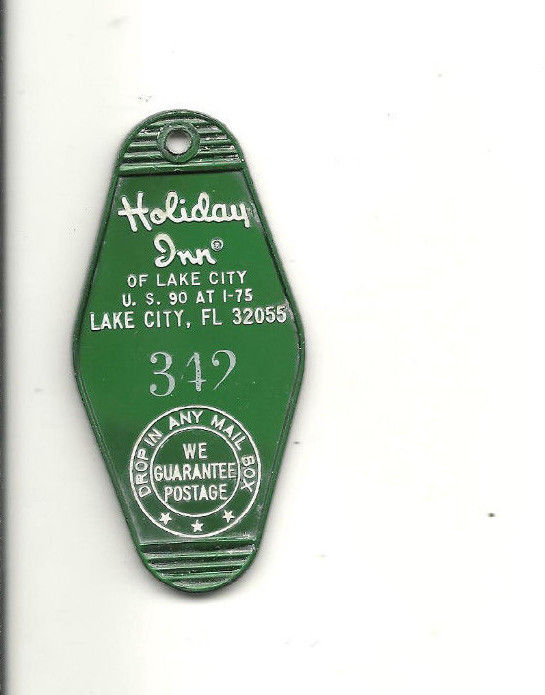 Holiday
Inn®
OF LAKE CITY
U. S. 90 AT I-75
LAKE CITY, FL 32055
342
DROP IN ANY MAIL BOX
WE
GUARANTEE
POSTAGE